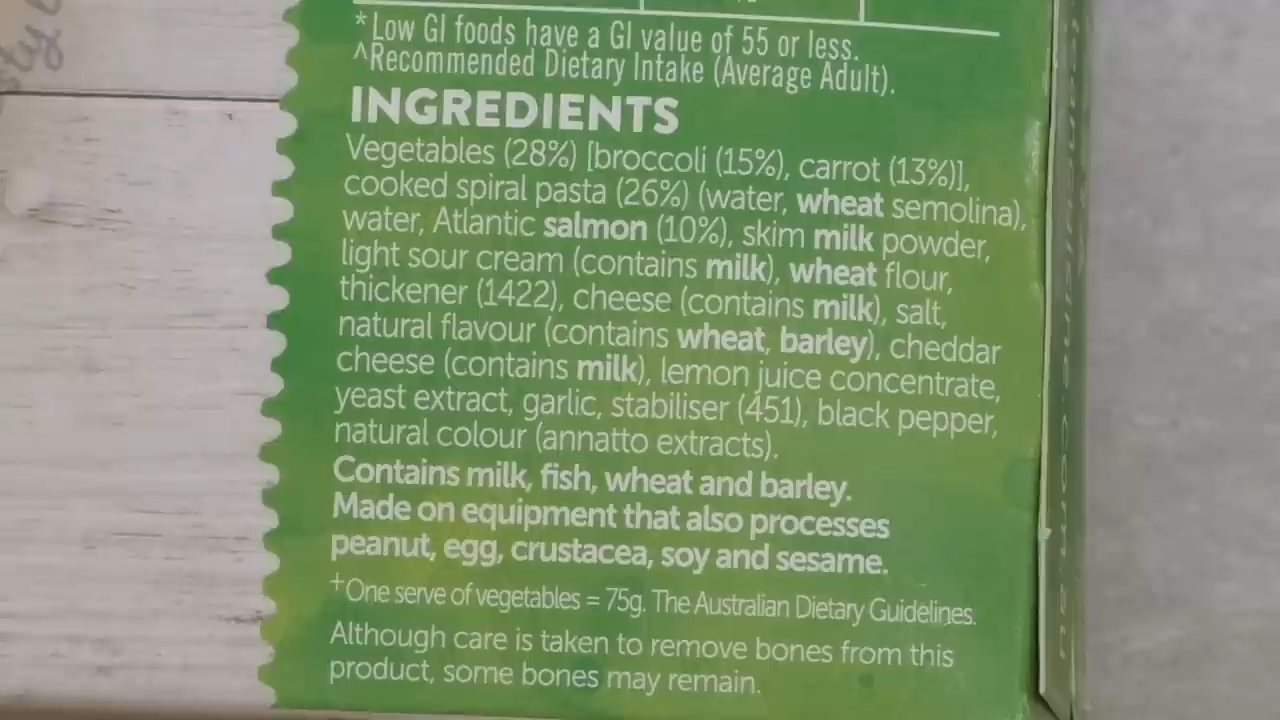 * Low GI foods have a GI value of 55 or less.
^Recommended Dietary Intake (Average Adult).
INGREDIENTS
Vegetables (28%) [broccoli (15%), carrot (13%)],
cooked spiral pasta (26%) (water, wheat semolina),
water, Atlantic salmon (10%), skim milk powder,
light sour cream (contains milk), wheat flour,
thickener (1422), cheese (contains milk), salt,
natural flavour (contains wheat, barley), cheddar
cheese (contains milk), lemon juice concentrate,
yeast extract, garlic, stabiliser (451), black pepper,
natural colour (annatto extracts).
Contains milk, fish, wheat and barley.
Made on equipment that also processes
peanut, egg, crustacea, soy and sesame.
†One serve of vegetables = 75g. The Australian Dietary Guidelines.
Although care is taken to remove bones from this
product, some bones may remain.